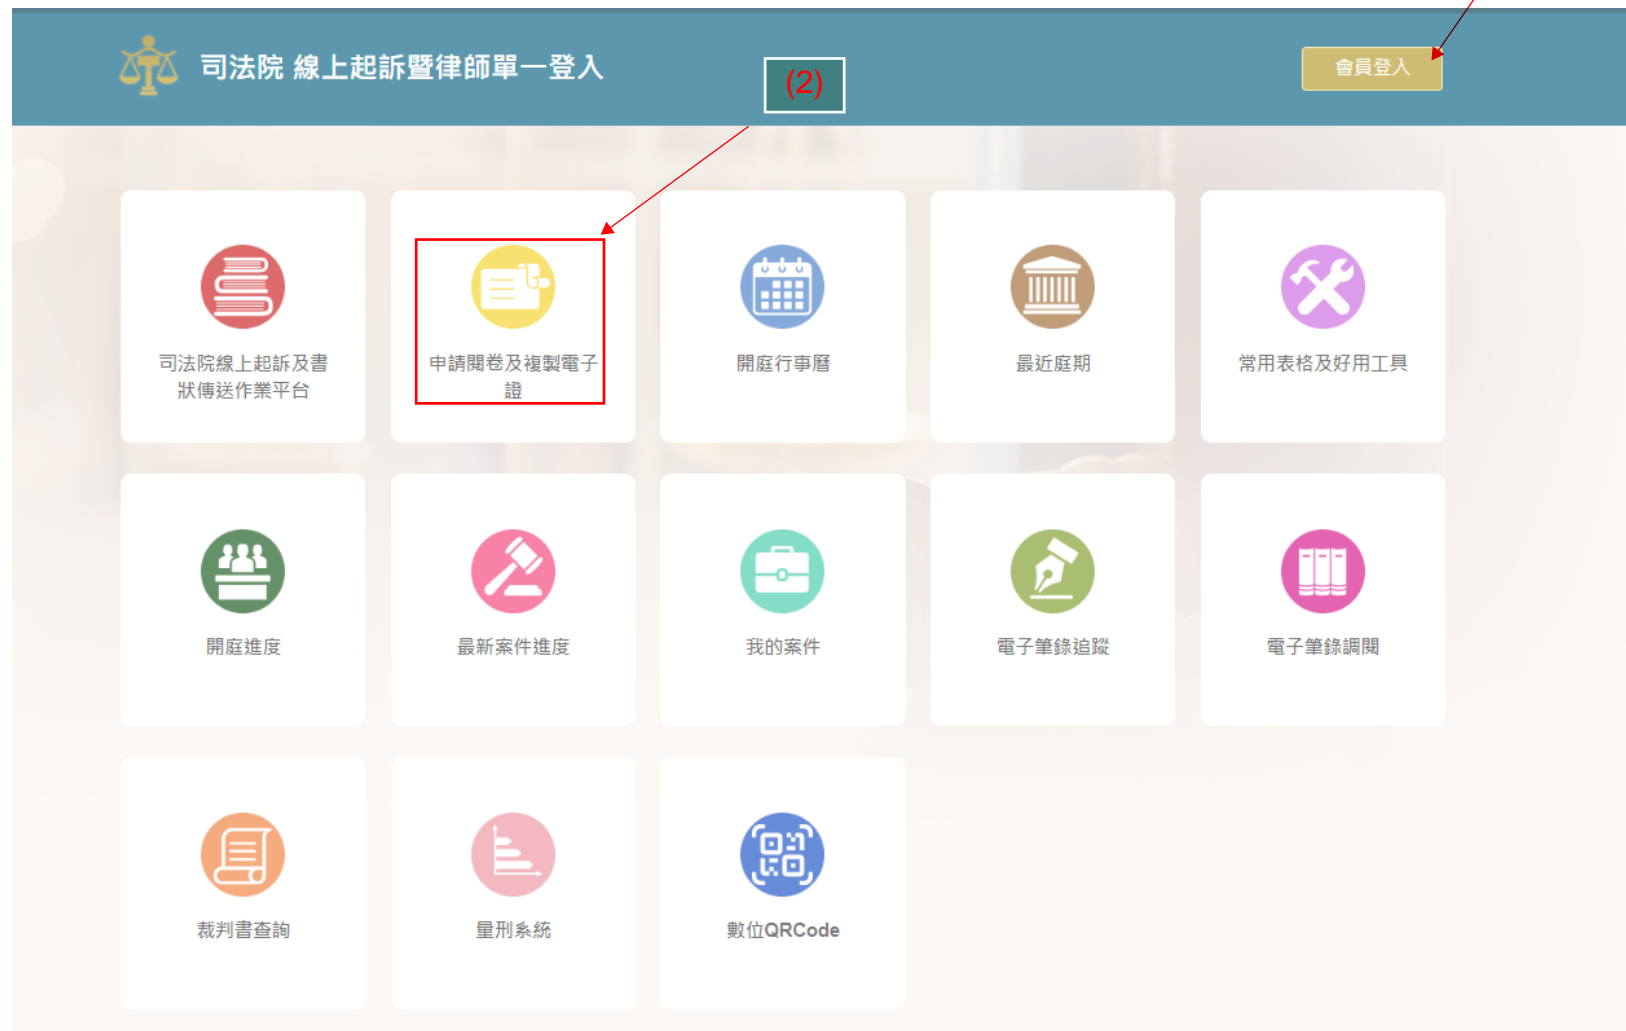 司法院 線上起訴暨律師單一登入
(2)
會員登入
司法院線上起訴及書
狀傳送作業平台
申請閱卷及複製電子
證
開庭行事曆
最近庭期
常用表格及好用工具
開庭進度
最新案件進度
我的案件
電子筆錄追蹤
電子筆錄調閱
裁判書查詢
量刑系統
數位QRCode